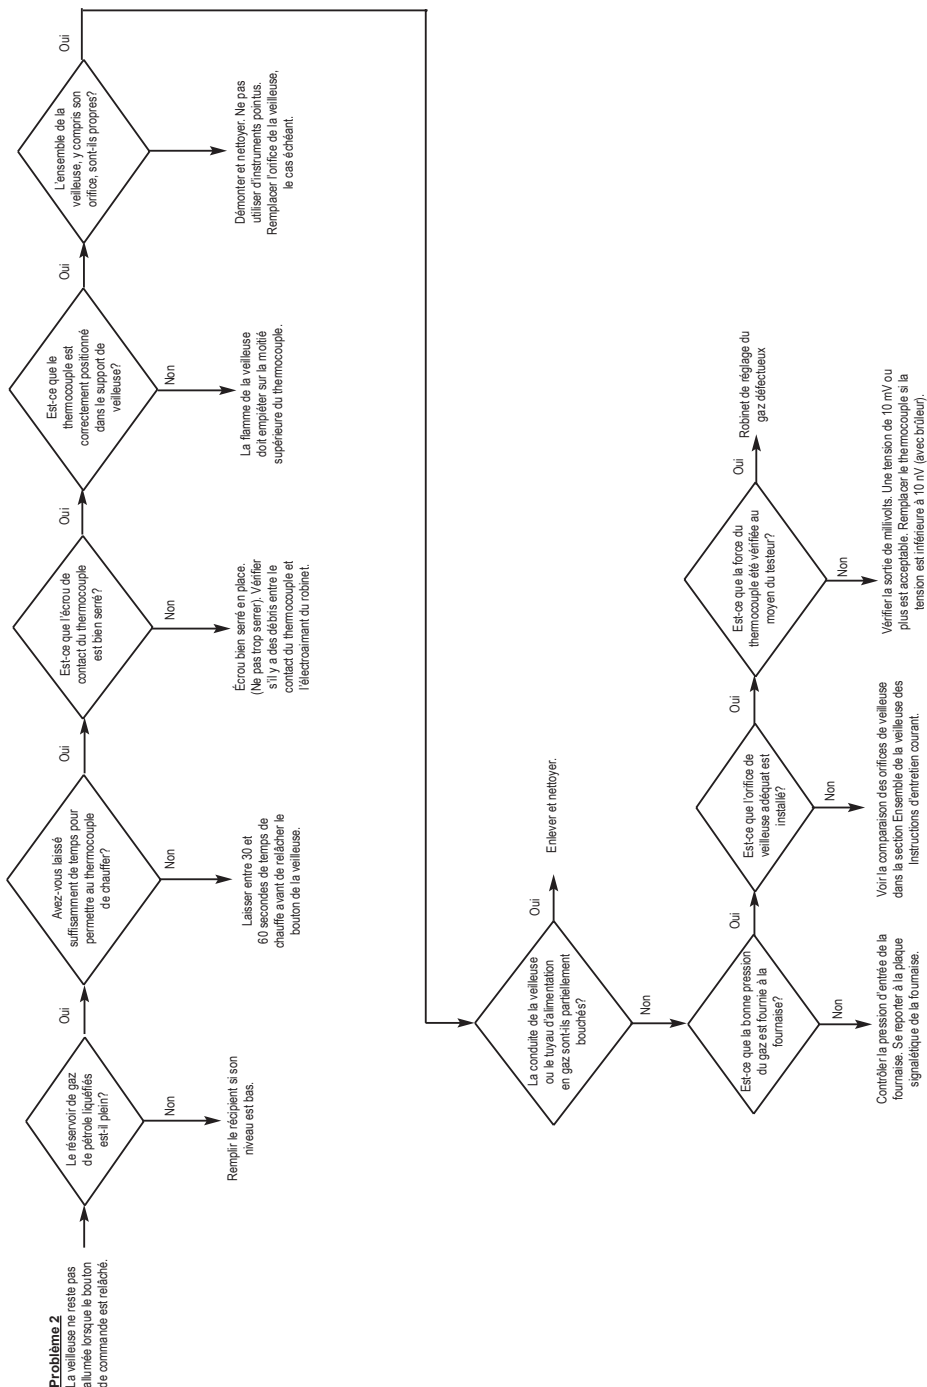 Problème 2
La veilleuse ne reste pas
allumée lorsque le bouton
de commande est relâché.
Le réservoir de gaz
de pétrole liquéfiés
est-il plein?
Oui
Non
Remplir le récipient si son
niveau est bas.
Avez-vous laissé
suffisamment de temps pour
permettre au thermocouple
de chauffer?
Oui
Non
Laisser entre 30 et
60 secondes de temps de
chauffe avant de relâcher le
bouton de la veilleuse.
Est-ce que l'écrou de
contact du thermocouple
est bien serré?
Oui
Non
Écrou bien serré en place.
(Ne pas trop serrer). Vérifier
s'il y a des débris entre le
contact du thermocouple et
l'électroaimant du robinet.
Est-ce que le
thermocouple est
correctement positionné
dans le support de
veilleuse?
Oui
Non
La flamme de la veilleuse
doit empiéter sur la moitié
supérieure du thermocouple.
L'ensemble de la
veilleuse, y compris son
orifice, sont-ils propres?
Oui
Démonter et nettoyer. Ne pas
utiliser d'instruments pointus.
Remplacer l'orifice de la veilleuse,
le cas échéant.
La conduite de la veilleuse
ou le tuyau d'alimentation
en gaz sont-ils partiellement
bouchés?
Oui
Enlever et nettoyer.
Non
Est-ce que la bonne pression
du gaz est fournie à la
fournaise?
Oui
Non
Contrôler la pression d'entrée de la
fournaise. Se reporter à la plaque
signalétique de la fournaise.
Est-ce que l'orifice de
veilleuse adéquat est
installé?
Oui
Non
Voir la comparaison des orifices de veilleuse
dans la section Ensemble de la veilleuse des
Instructions d'entretien courant.
Est-ce que la force du
thermocouple été vérifiée au
moyen du testeur?
Oui
Robinet de réglage du
gaz défectueux
Non
Vérifier la sortie de millivolts. Une tension de 10 mV ou
plus est acceptable. Remplacer le thermocouple si la
tension est inférieure à 10 nV (avec brûleur).